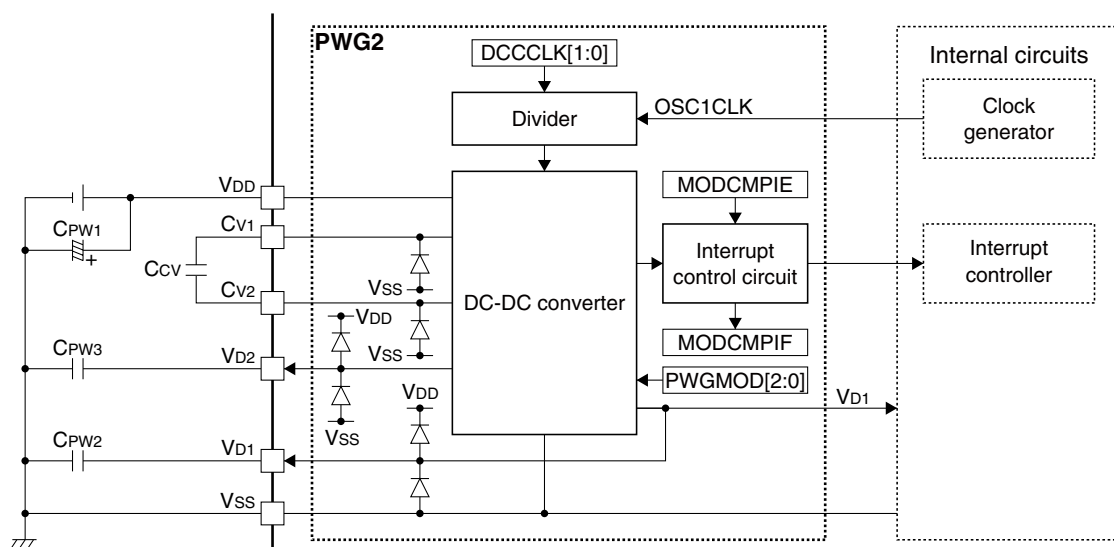 PWG2
DCCCLK[1:0]
Internal circuits
Divider
OSC1CLK
Clock
generator
VDD
MODCMPIE
CPW1
+
CV1
CCV
Interrupt
control circuit
Interrupt
controller
VSS
CV2
DC-DC converter
VDD
VSS
MODCMPIF
CPW3
VD2
PWGMOD[2:0]
VDD
VD1
VSS
CPW2
VD1
VSS